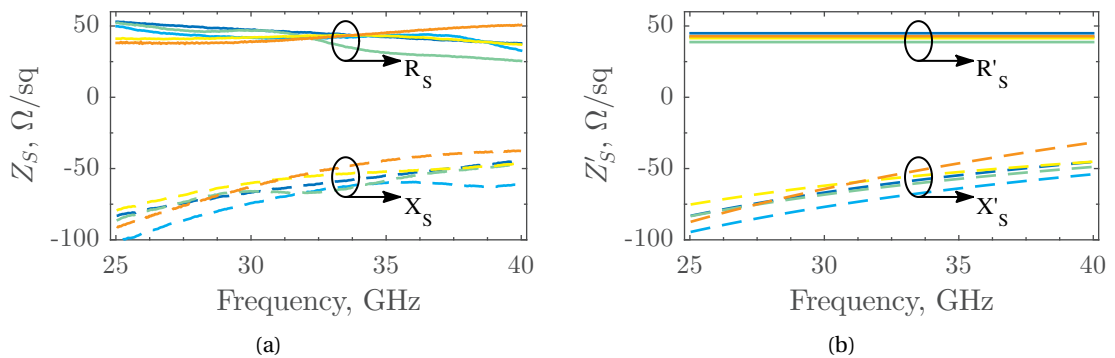 50
0
-50
-100
Z_S, Ω/sq
R_S
X_S
25
30
35
40
Frequency, GHz
(a)
50
0
-50
-100
Z'_S, Ω/sq
R'_S
X'_S
25
30
35
40
Frequency, GHz
(b)